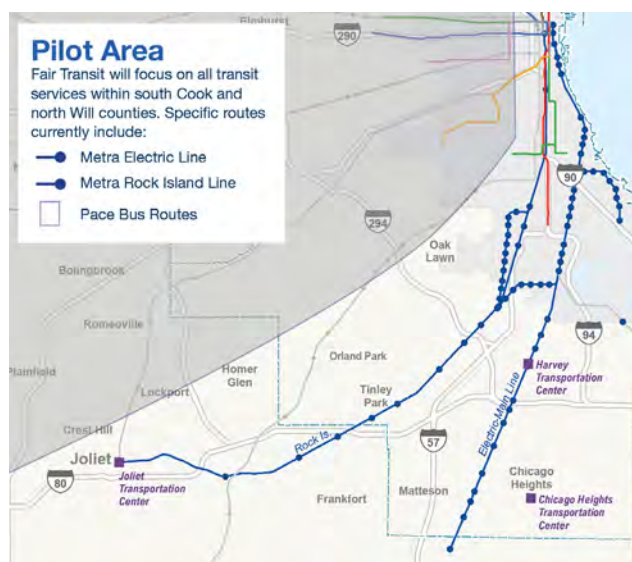 Elmhurst
290
Pilot Area
Fair Transit will focus on all transit
services within south Cook and
north Will counties. Specific routes
currently include:
Metra Electric Line
Metra Rock Island Line
Pace Bus Routes
90
294
Oak
Lawn
Bolingbrook
Romeoville
94
Plainfield
Homer
Glen
Orland Park
Harvey
Transportation
Center
Lockport
Tinley
Park
Electric-Main Line
Crest Hill
Rock Is.
57
Joliet
Joliet
Transportation
Center
80
Chicago
Heights
Matteson
Frankfort
Chicago Heights
Transportation
Center